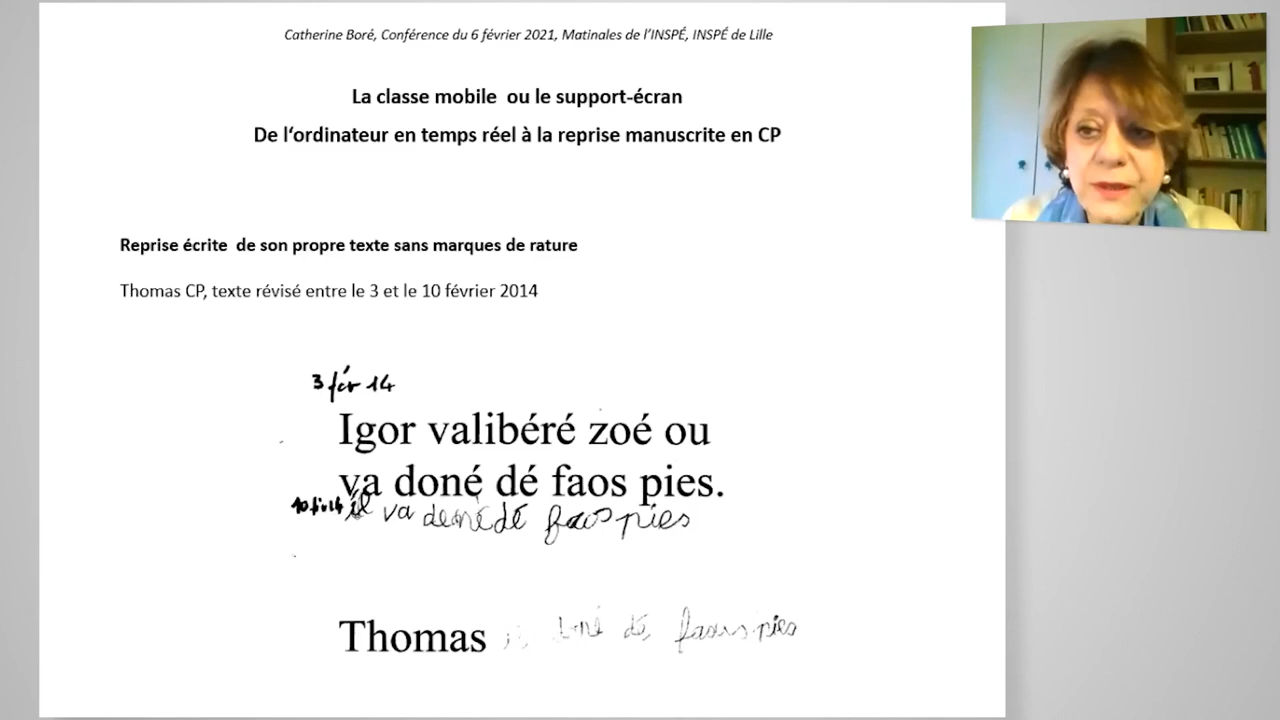 Catherine Boré, Conférence du 6 février 2021, Matinales de l'INSPÉ, INSPÉ de Lille
La classe mobile ou le support-écran
De l'ordinateur en temps réel à la reprise manuscrite en CP
Reprise écrite de son propre texte sans marques de rature
Thomas CP, texte révisé entre le 3 et le 10 février 2014
3 fév 14
Igor valibéré zoé ou
va doné dé faos pies.
10 fév 14 il va doné dé faos pies
Thomas il doné dé faos pies